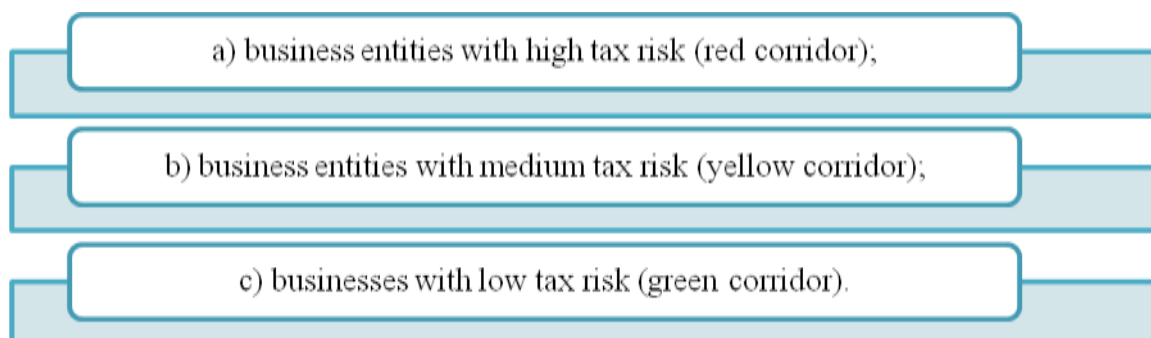 a) business entities with high tax risk (red corridor);
b) business entities with medium tax risk (yellow corridor);
c) businesses with low tax risk (green corridor).